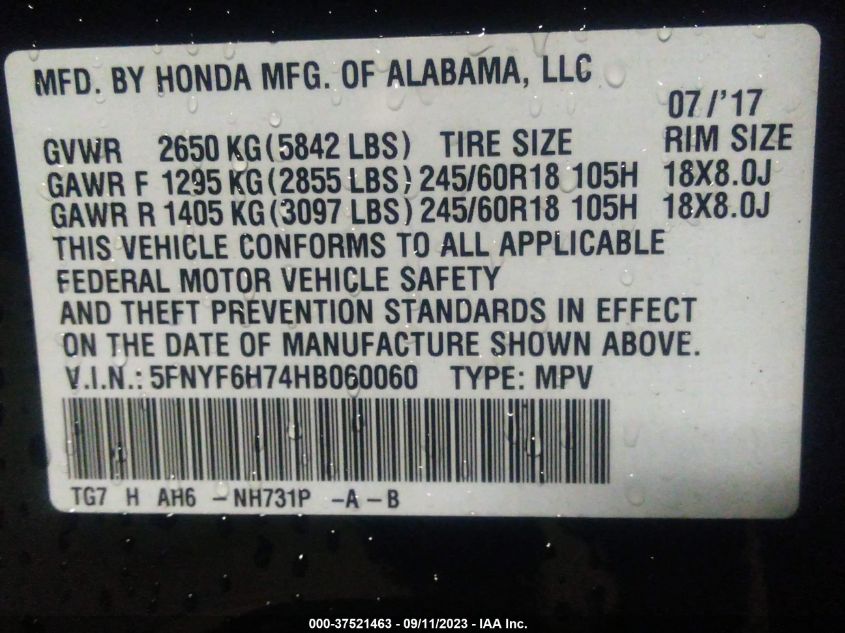 MFD. BY HONDA MFG. OF ALABAMA, LLC
07/'17
GVWR 2650 KG (5842 LBS) TIRE SIZE RIM SIZE
GAWR F 1295 KG (2855 LBS) 245/60R18 105H 18X8.0J
GAWR R 1405 KG (3097 LBS) 245/60R18 105H 18X8.0J
THIS VEHICLE CONFORMS TO ALL APPLICABLE
FEDERAL MOTOR VEHICLE SAFETY
AND THEFT PREVENTION STANDARDS IN EFFECT
ON THE DATE OF MANUFACTURE SHOWN ABOVE.
V.I.N.: 5FNYF6H74HB060060 TYPE: MPV
TG7 H AH6 - NH731P -A - B
000-37521463 - 09/11/2023 - IAA Inc.